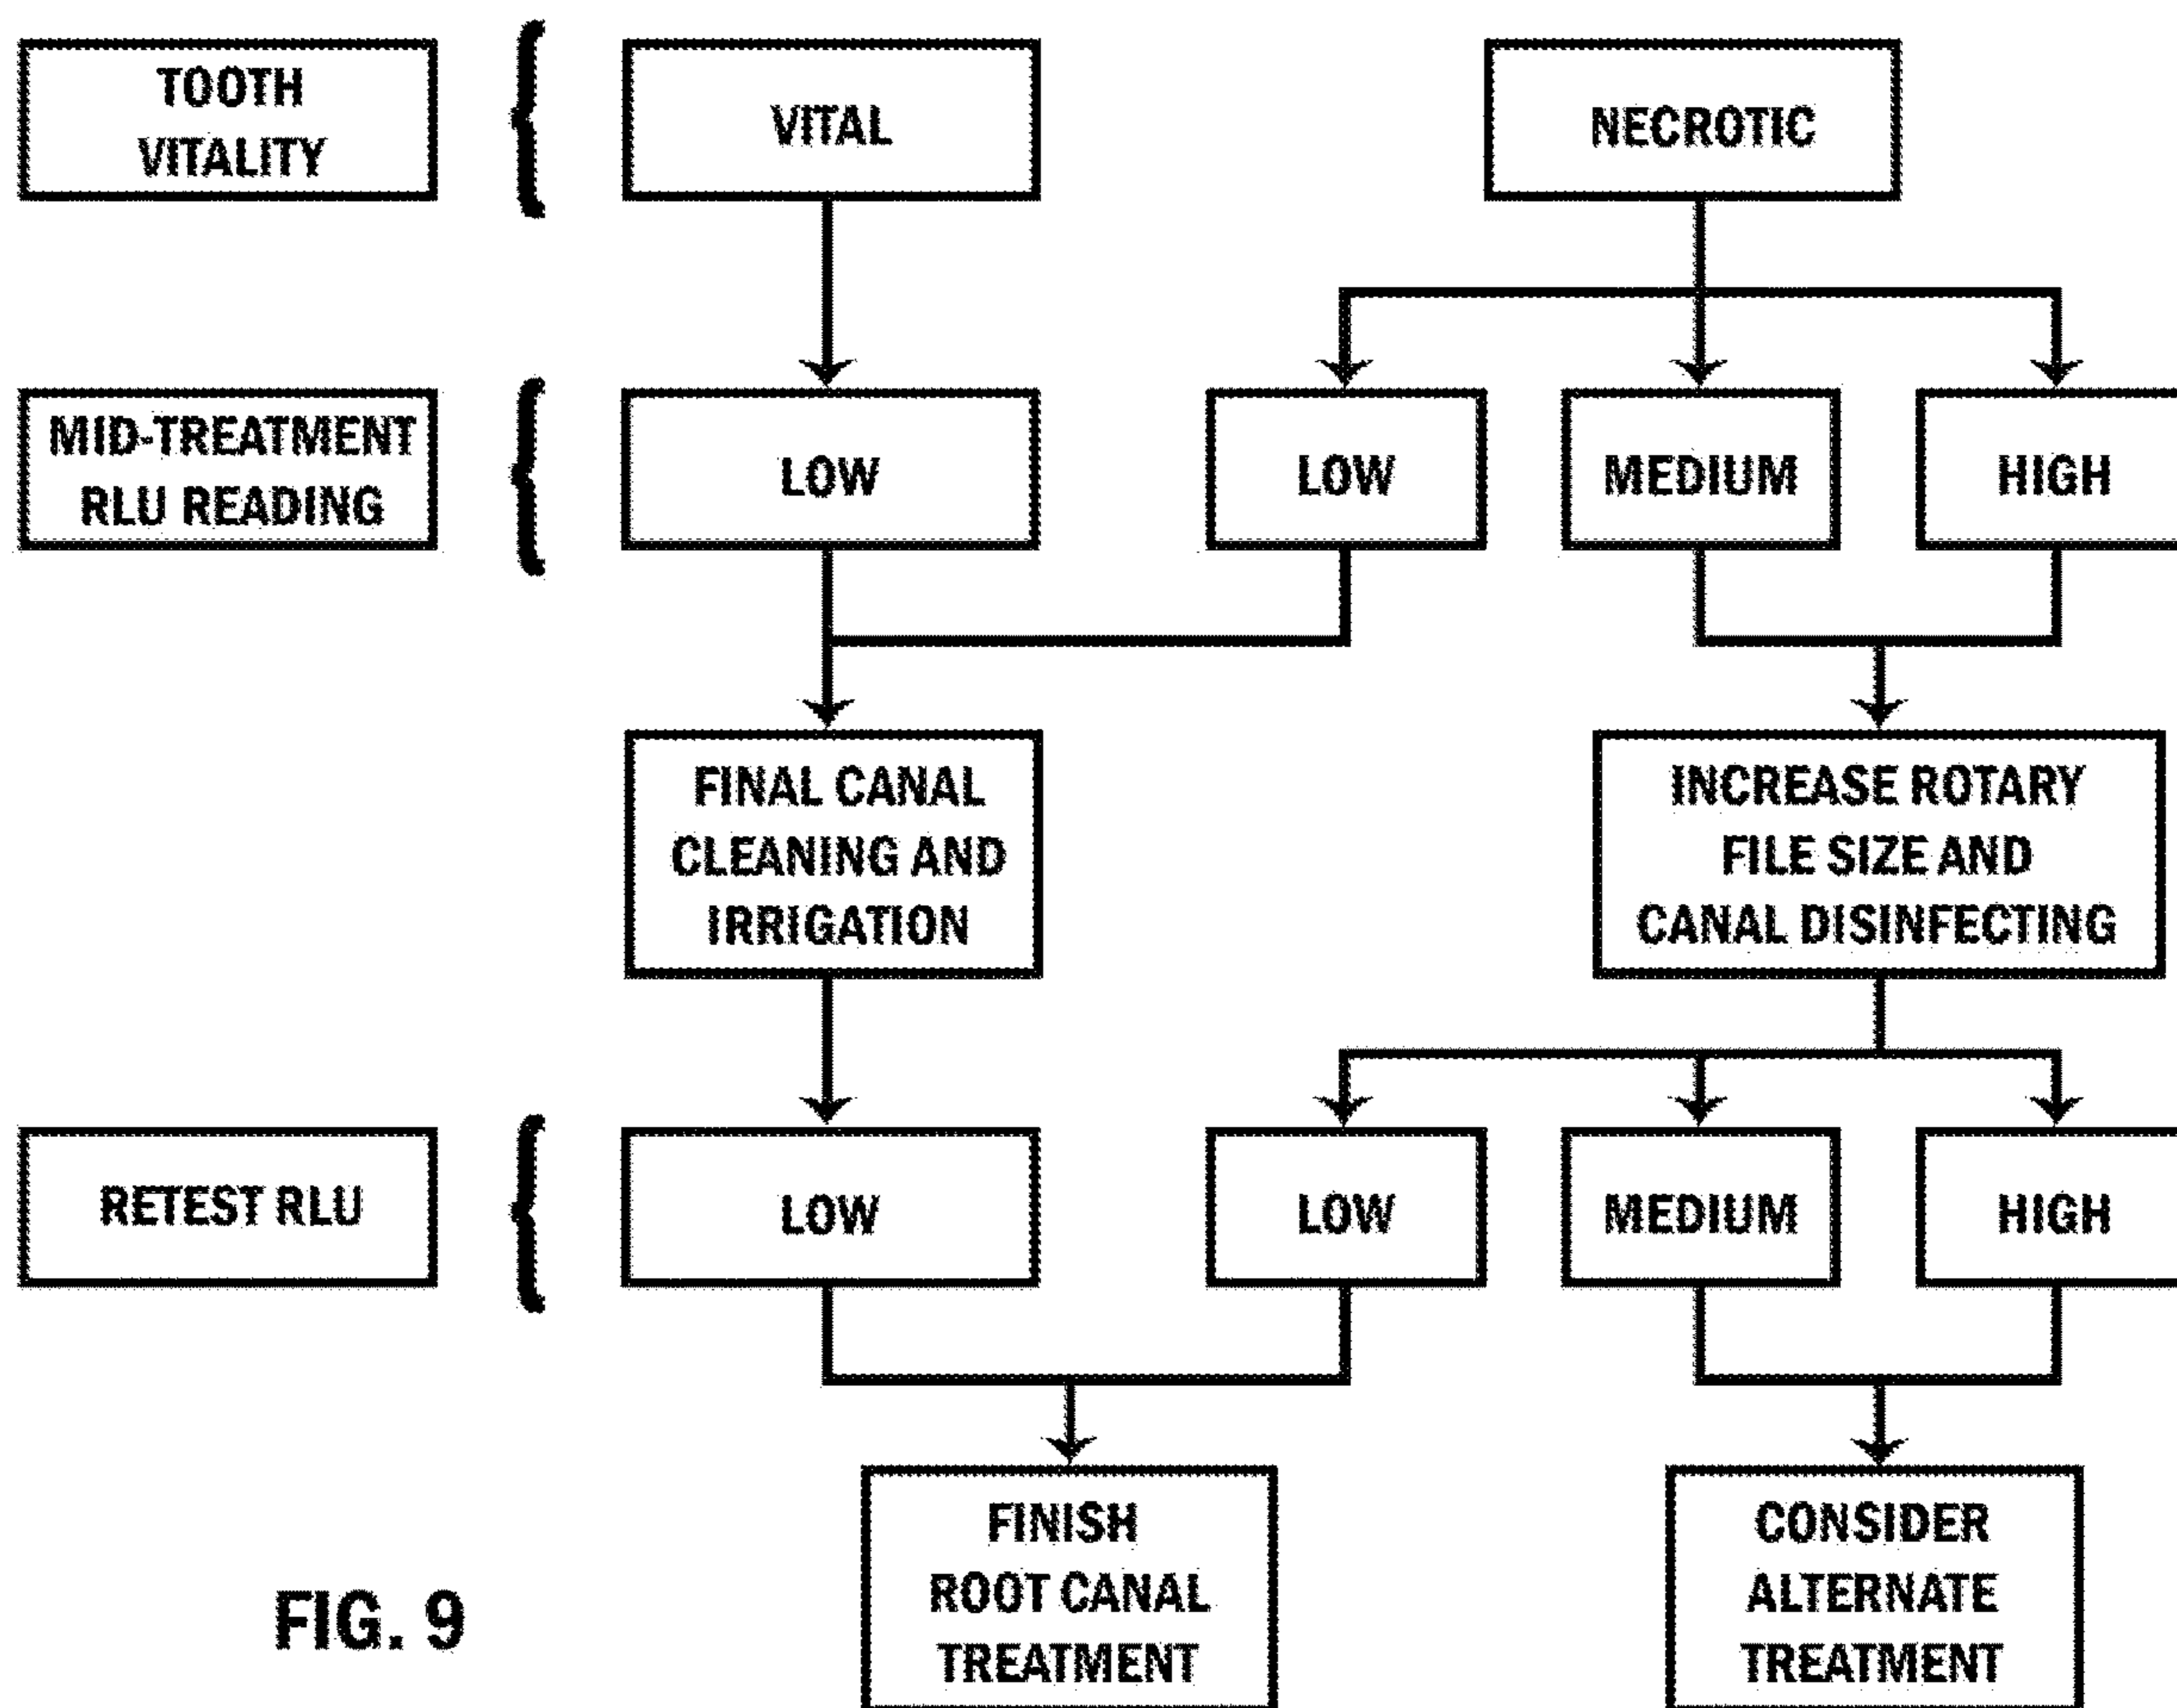 TOOTH
VITALITY
VITAL
NECROTIC
MID-TREATMENT
RLU READING
LOW
LOW
MEDIUM
HIGH
FINAL CANAL
CLEANING AND
IRRIGATION
INCREASE ROTARY
FILE SIZE AND
CANAL DISINFECTING
RETEST RLU
LOW
LOW
MEDIUM
HIGH
FINISH
ROOT CANAL
TREATMENT
CONSIDER
ALTERNATE
TREATMENT
FIG. 9